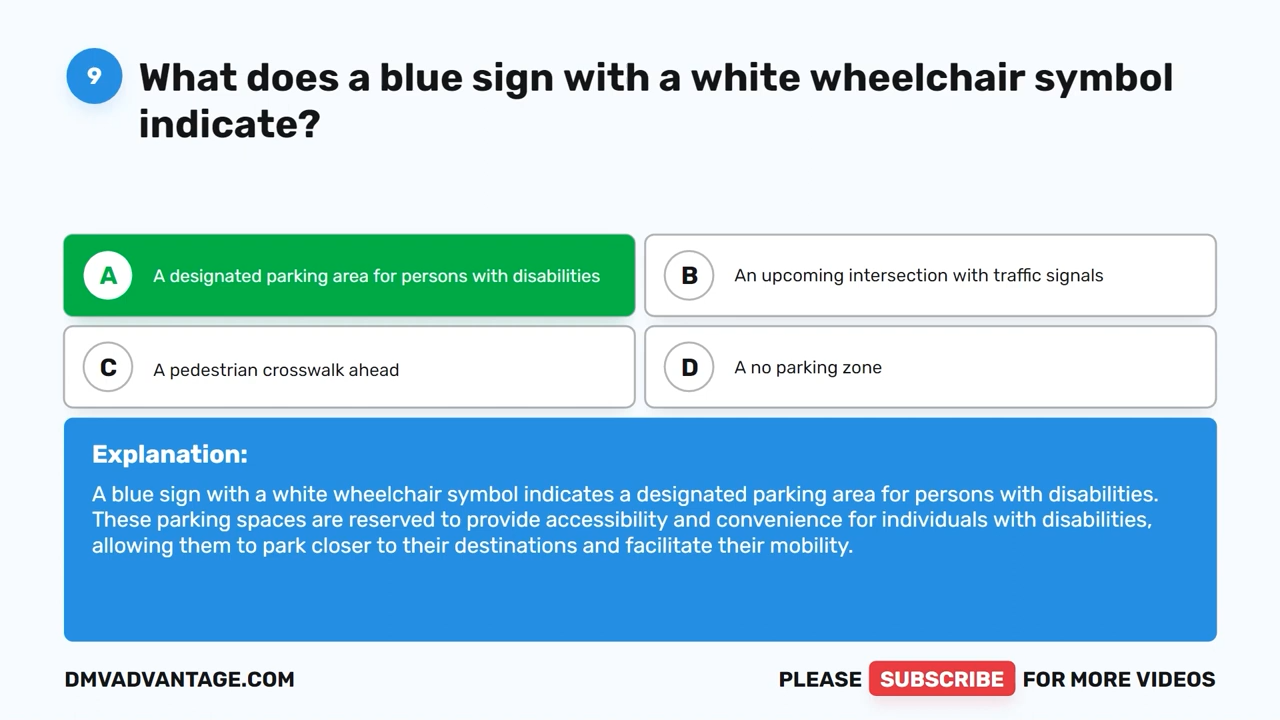 9
What does a blue sign with a white wheelchair symbol
indicate?
A
A designated parking area for persons with disabilities
B
An upcoming intersection with traffic signals
C
A pedestrian crosswalk ahead
D
A no parking zone
Explanation:
A blue sign with a white wheelchair symbol indicates a designated parking area for persons with disabilities.
These parking spaces are reserved to provide accessibility and convenience for individuals with disabilities,
allowing them to park closer to their destinations and facilitate their mobility.
DMVADVANTAGE.COM
PLEASE SUBSCRIBE FOR MORE VIDEOS